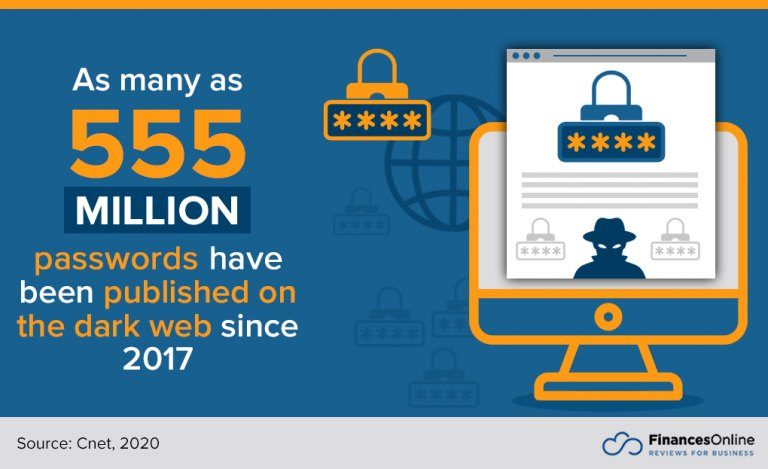 As many as
555
MILLION
passwords have
been published on
the dark web since
2017
****
****
****
****
****
****
****
****
Source: Cnet, 2020
FinancesOnline
REVIEWS FOR BUSINESS